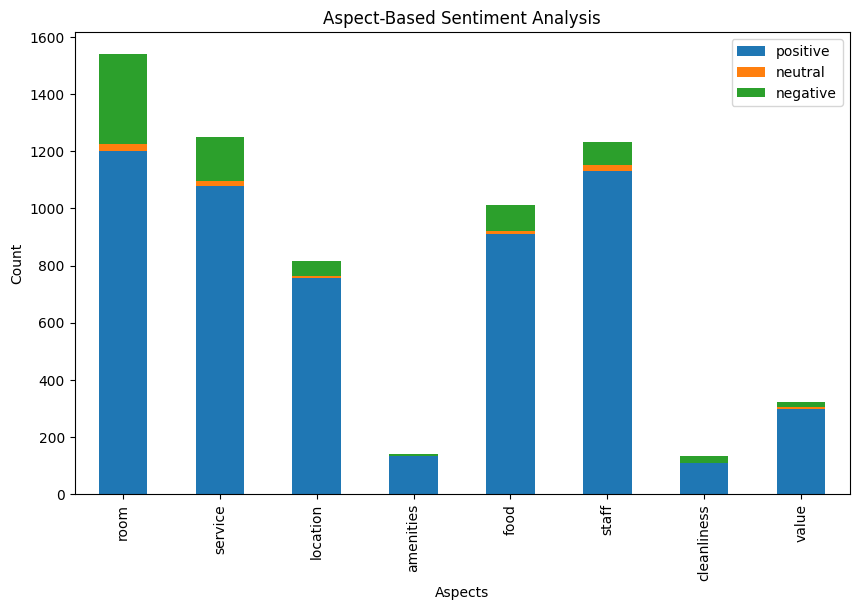 Aspect-Based Sentiment Analysis
positive
neutral
negative
1600
1400
1200
1000
800
600
400
200
0
Count
room
service
location
amenities
food
staff
cleanliness
value
Aspects